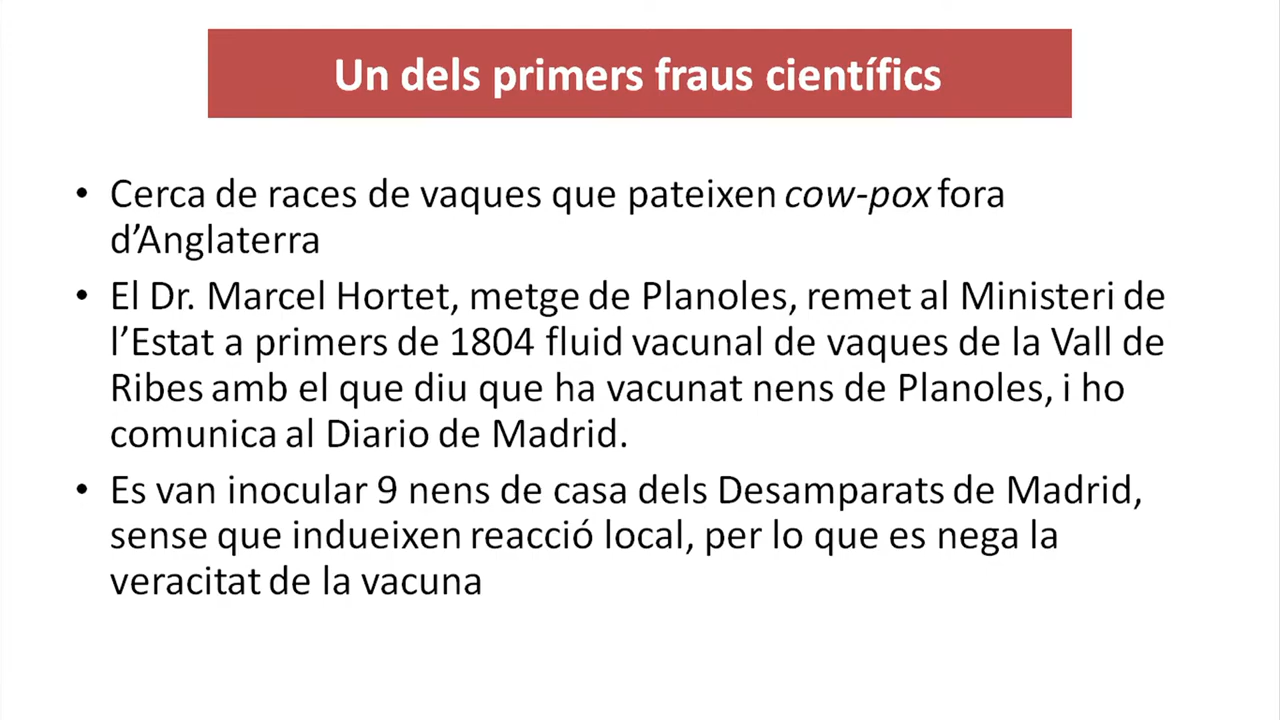 Un dels primers fraus científics
• Cerca de races de vaques que pateixen cow-pox fora
d’Anglaterra
• El Dr. Marcel Hortet, metge de Planoles, remet al Ministeri de
l’Estat a primers de 1804 fluid vacunal de vaques de la Vall de
Ribes amb el que diu que ha vacunat nens de Planoles, i ho
comunica al Diario de Madrid.
• Es van inocular 9 nens de casa dels Desamparats de Madrid,
sense que indueixen reacció local, per lo que es nega la
veracitat de la vacuna